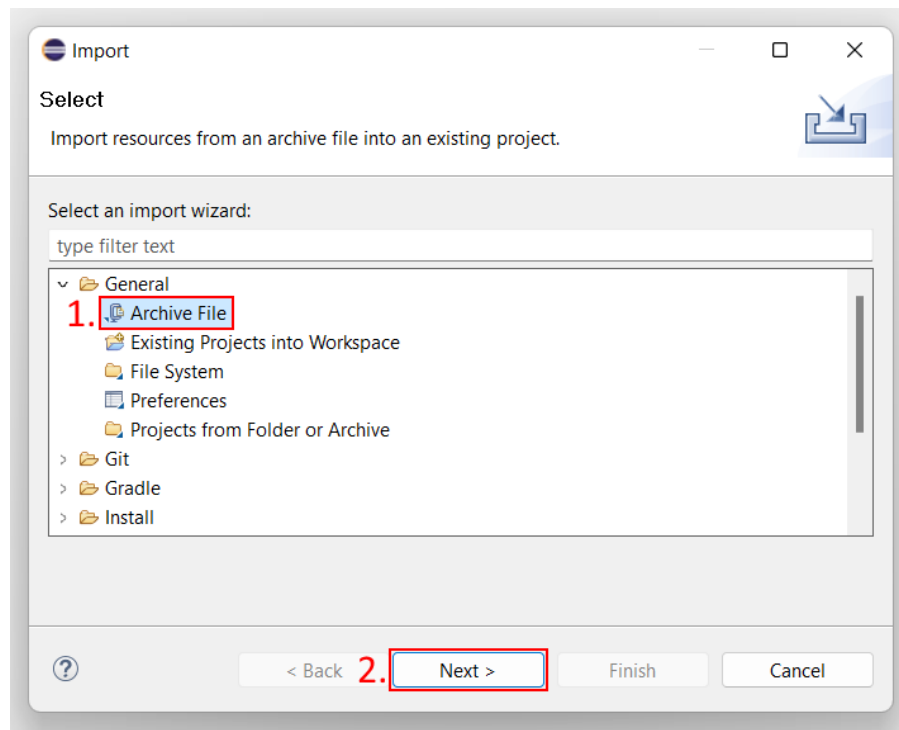 Import
Select
Import resources from an archive file into an existing project.
Select an import wizard:
type filter text
General
1. Archive File
Existing Projects into Workspace
File System
Preferences
Projects from Folder or Archive
Git
Gradle
Install
? < Back 2. Next > Finish Cancel